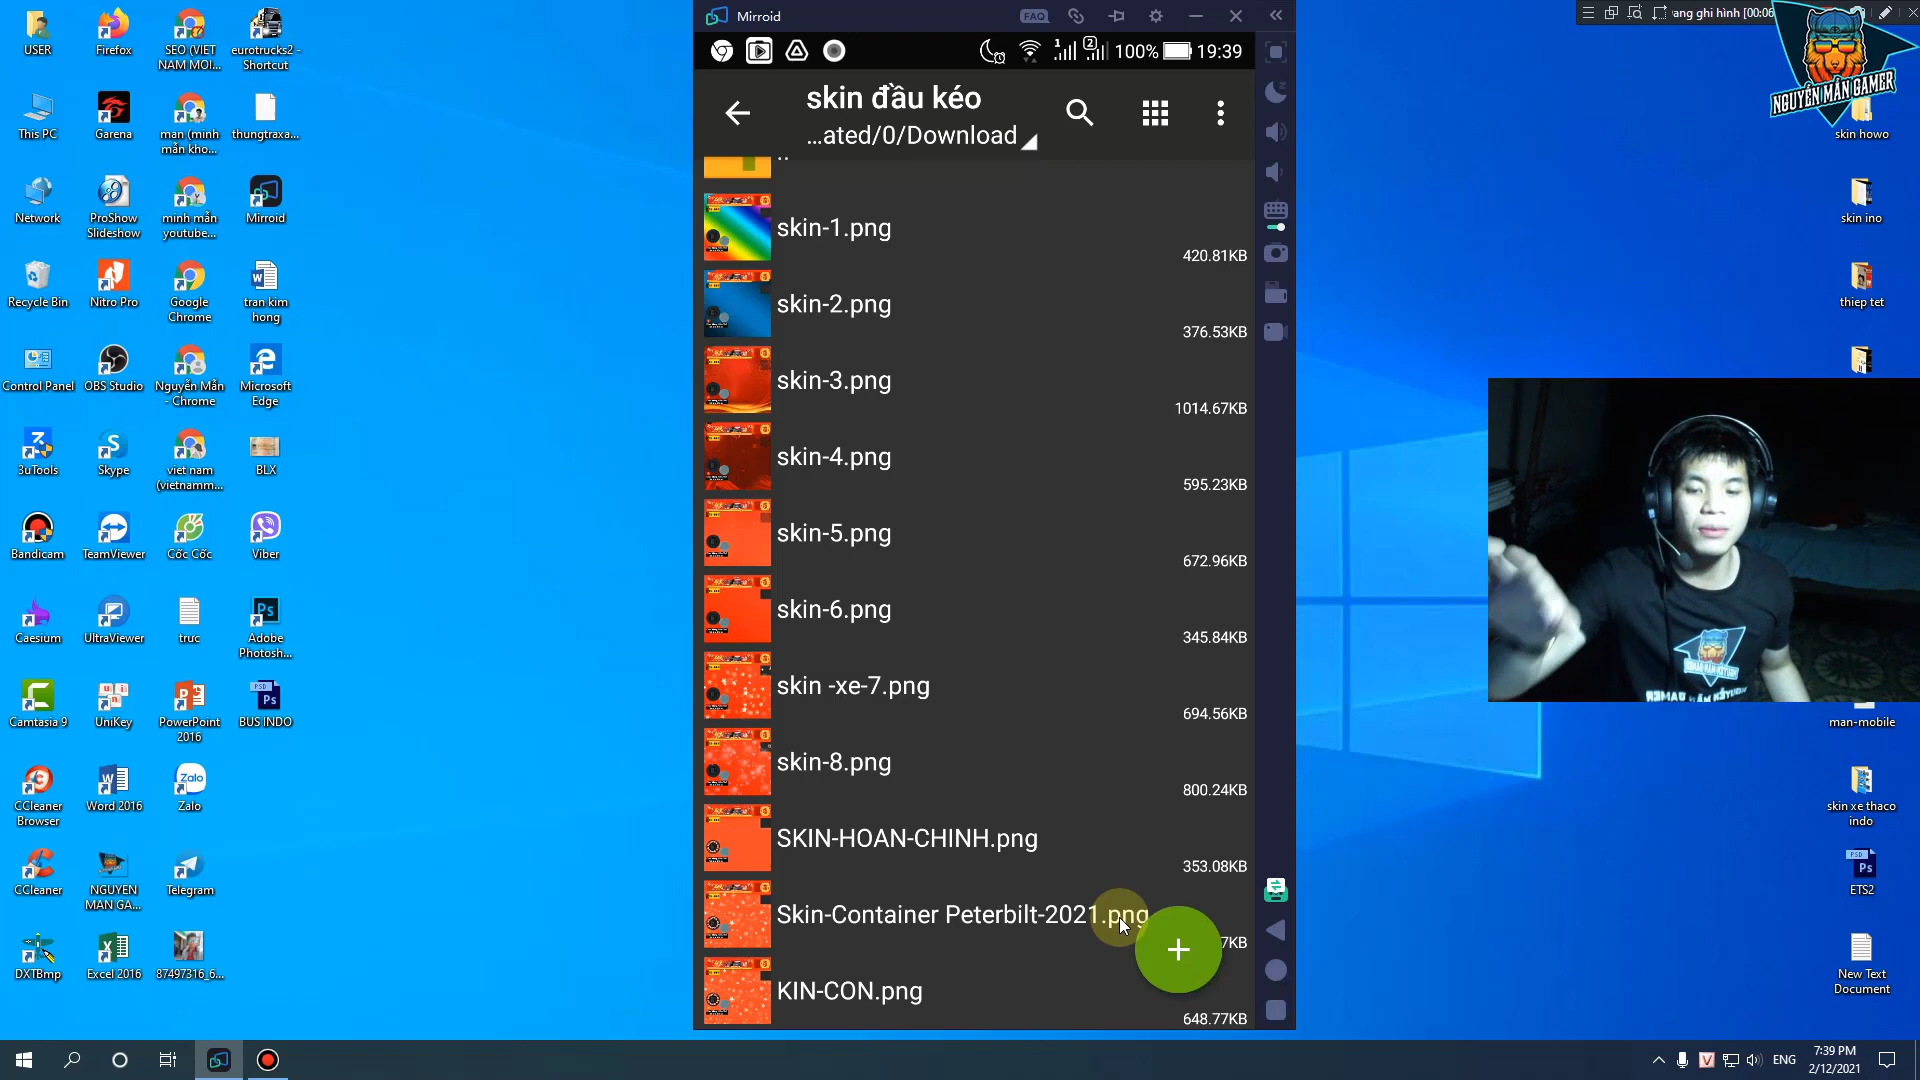 Mirroid
FAQ
ang ghi hình [00:06
100%
19:39
skin đầu kéo
...ated/0/Download
..
skin-1.png
420.81KB
skin-2.png
376.53KB
skin-3.png
1014.67KB
skin-4.png
595.23KB
skin-5.png
672.96KB
skin-6.png
345.84KB
skin -xe-7.png
694.56KB
skin-8.png
800.24KB
SKIN-HOAN-CHINH.png
353.08KB
Skin-Container Peterbilt-2021.png
7KB
KIN-CON.png
648.77KB
USER
Firefox
SEO (VIET
NAM MOI...
eurotrucks2 -
Shortcut
This PC
Garena
man (minh
mẫn kho...
thungtraxa...
Network
ProShow
Slideshow
minh mẫn
youtube...
Mirroid
Recycle Bin
Nitro Pro
Google
Chrome
tran kim
hong
Control Panel
OBS Studio
Nguyễn Mẫn
- Chrome
Microsoft
Edge
3uTools
Skype
viet nam
(vietnamm...
BLX
Bandicam
TeamViewer
Cốc Cốc
Viber
Caesium
UltraViewer
trưc
Adobe
Photosh...
Camtasia 9
UniKey
PowerPoint
2016
BUS INDO
CCleaner
Browser
Word 2016
Zalo
CCleaner
NGUYEN
MAN GA...
Telegram
DXTBmp
Excel 2016
87497316_6...
NGUYỄN MẪN GAMER
skin howo
skin ino
thiep tet
man-mobile
skin xe thaco
indo
ETS2
New Text
Document
ENG
7:39 PM
2/12/2021